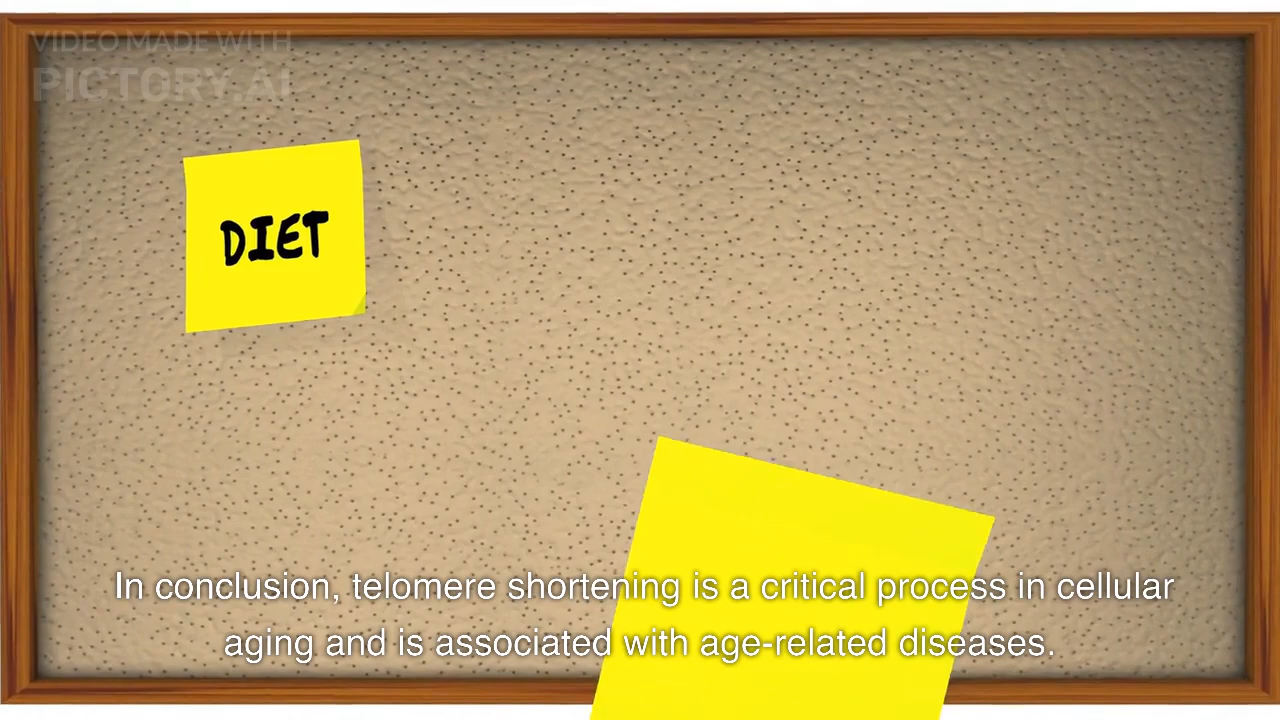 VIDEO MADE WITH
PICTORY.AI
DIET
In conclusion, telomere shortening is a critical process in cellular
aging and is associated with age-related diseases.